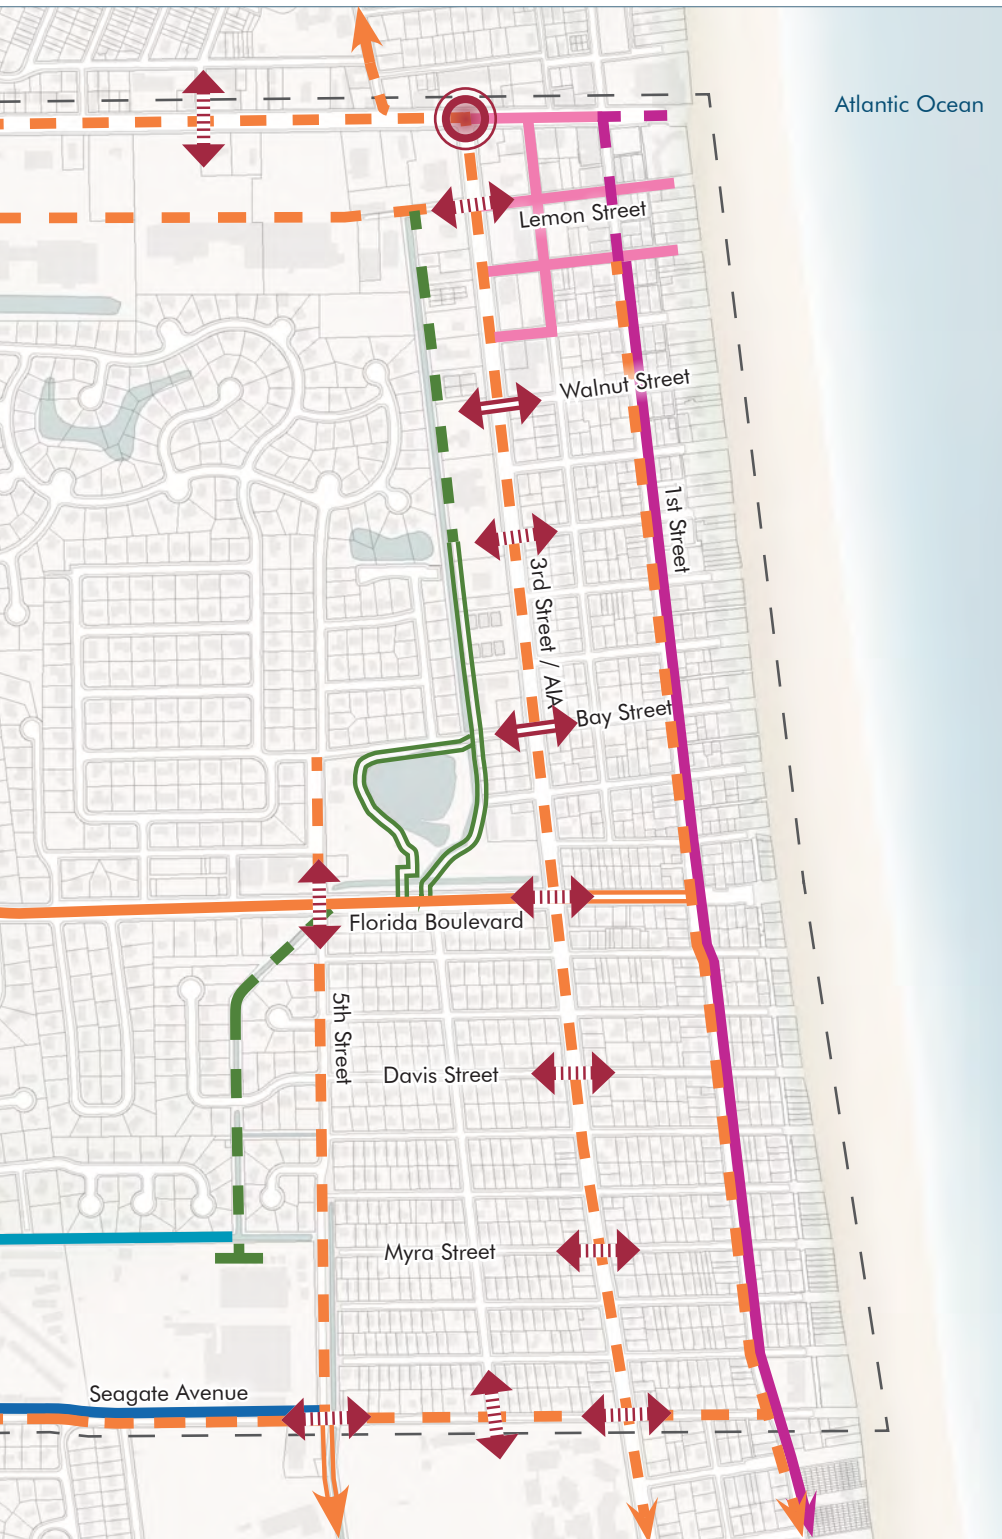 Atlantic Ocean
Lemon Street
Walnut Street
1st Street
3rd Street / A1A
Bay Street
Florida Boulevard
5th Street
Davis Street
Myra Street
Seagate Avenue